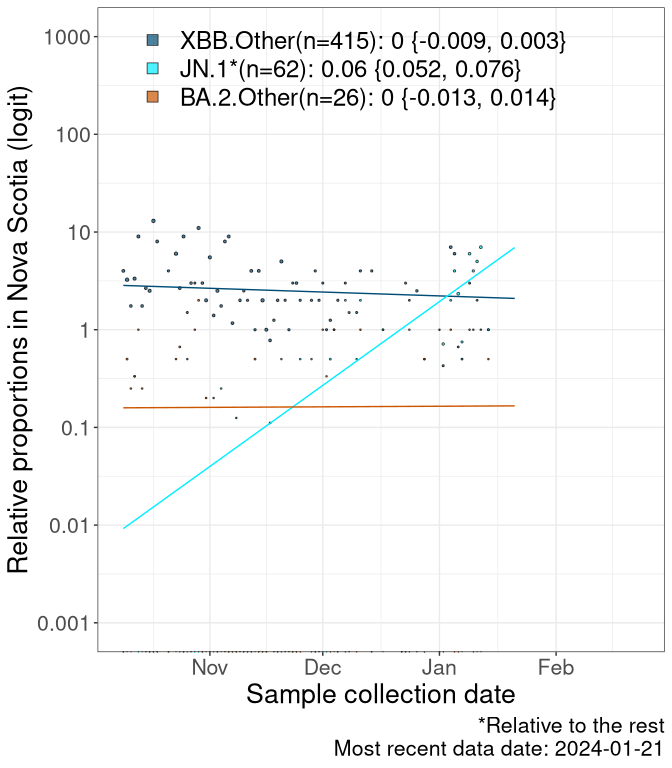 XBB.Other(n=415): 0 {-0.009, 0.003}
JN.1*(n=62): 0.06 {0.052, 0.076}
BA.2.Other(n=26): 0 {-0.013, 0.014}
Relative proportions in Nova Scotia (logit)
1000
100
10
1
0.1
0.01
0.001
Nov Dec Jan Feb
Sample collection date
*Relative to the rest
Most recent data date: 2024-01-21